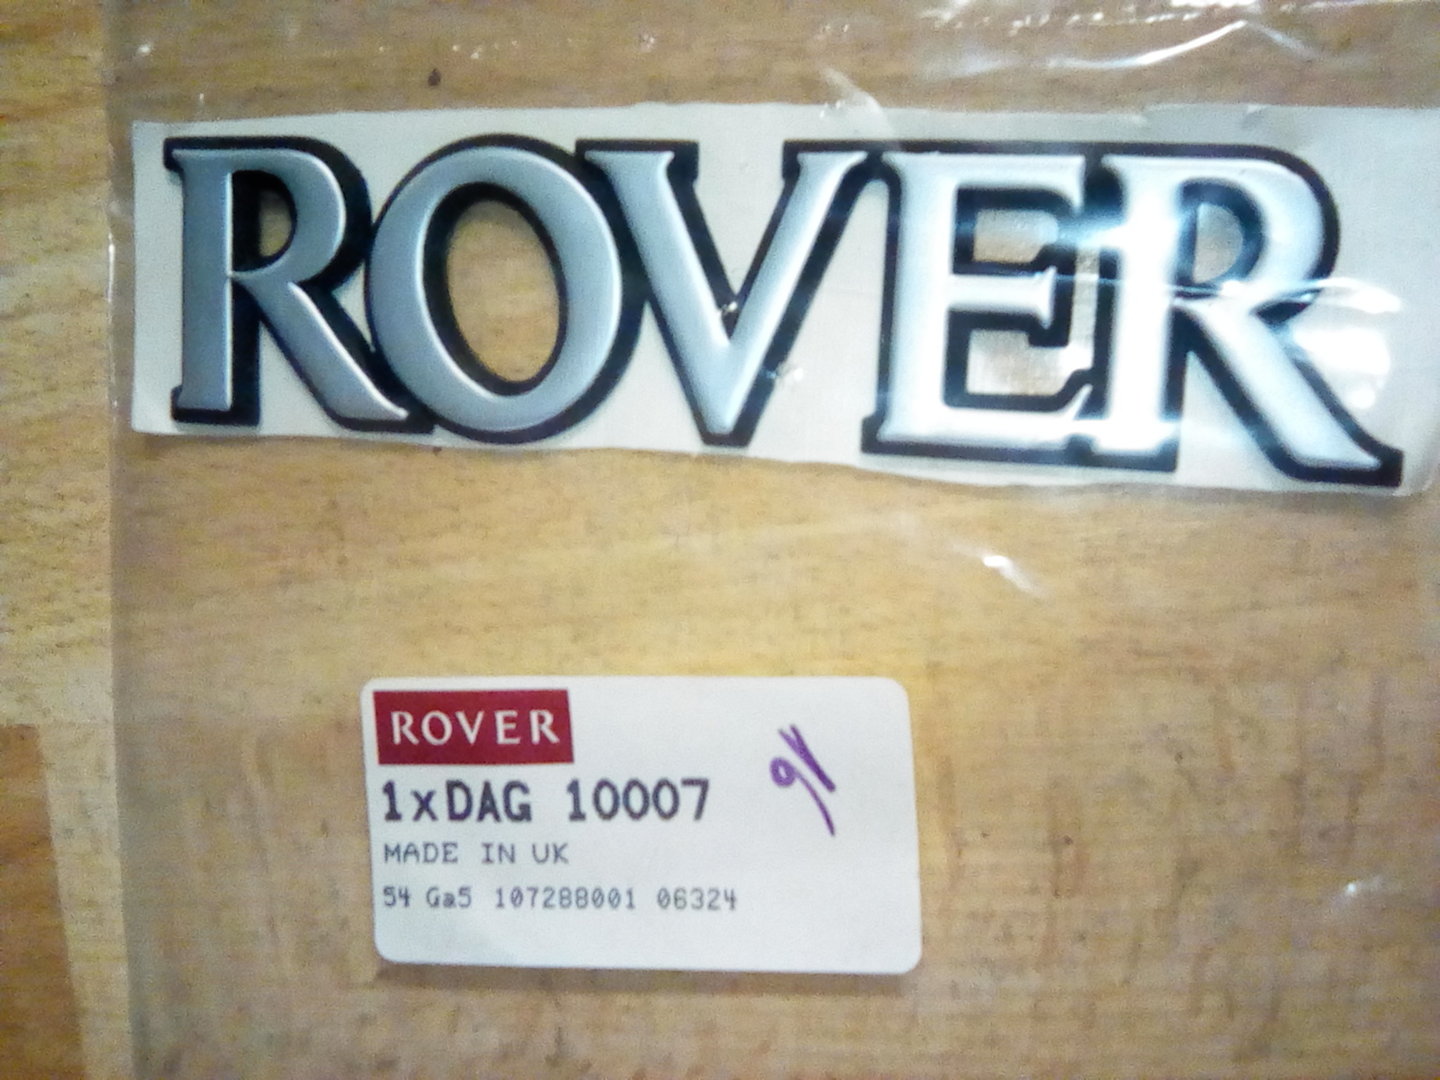 ROVER
ROVER
1xDAG 10007
MADE IN UK
54 Ga5 107288001 06324